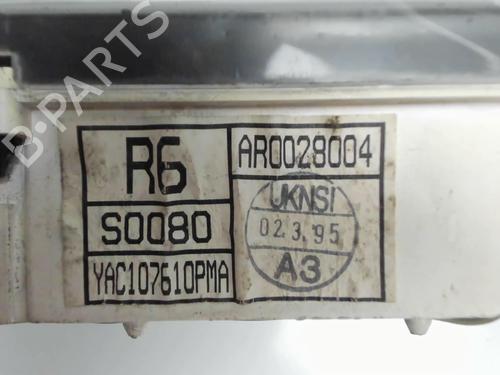 R6
AR0028004
S0080
UKNSI
02.3.95
A3
YAC107610PMA
B-PARTS